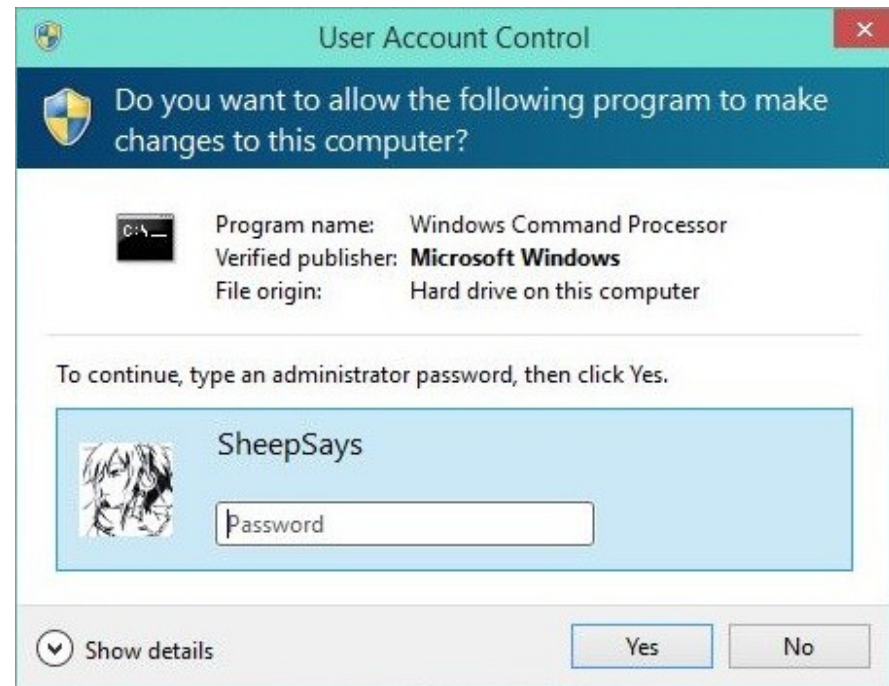 User Account Control
Do you want to allow the following program to make
changes to this computer?
C:\_
Program name: Windows Command Processor
Verified publisher: Microsoft Windows
File origin: Hard drive on this computer
To continue, type an administrator password, then click Yes.
SheepSays
Password
Show details Yes No